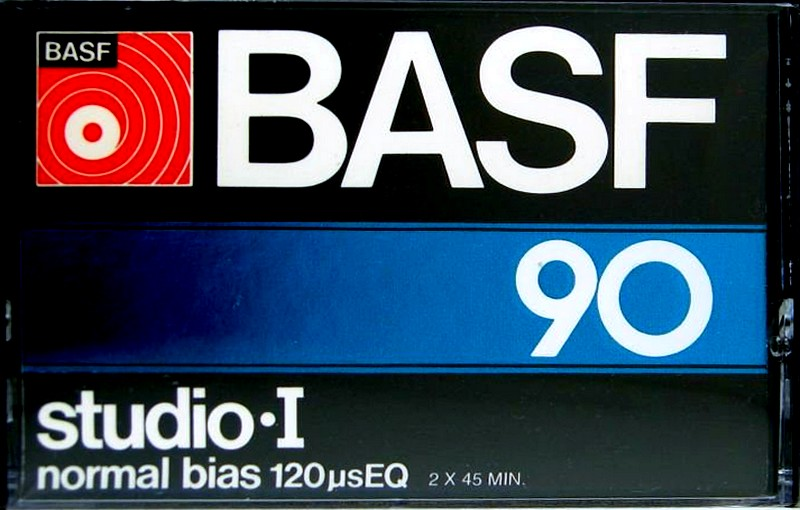 BASF
BASF
90
studio·I
normal bias 120µsEQ 2 X 45 MIN.